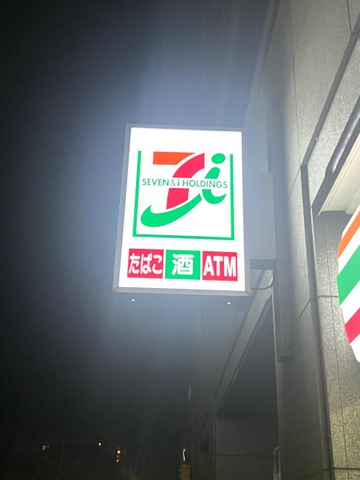 SEVEN & i HOLDINGS
たばこ 酒 ATM